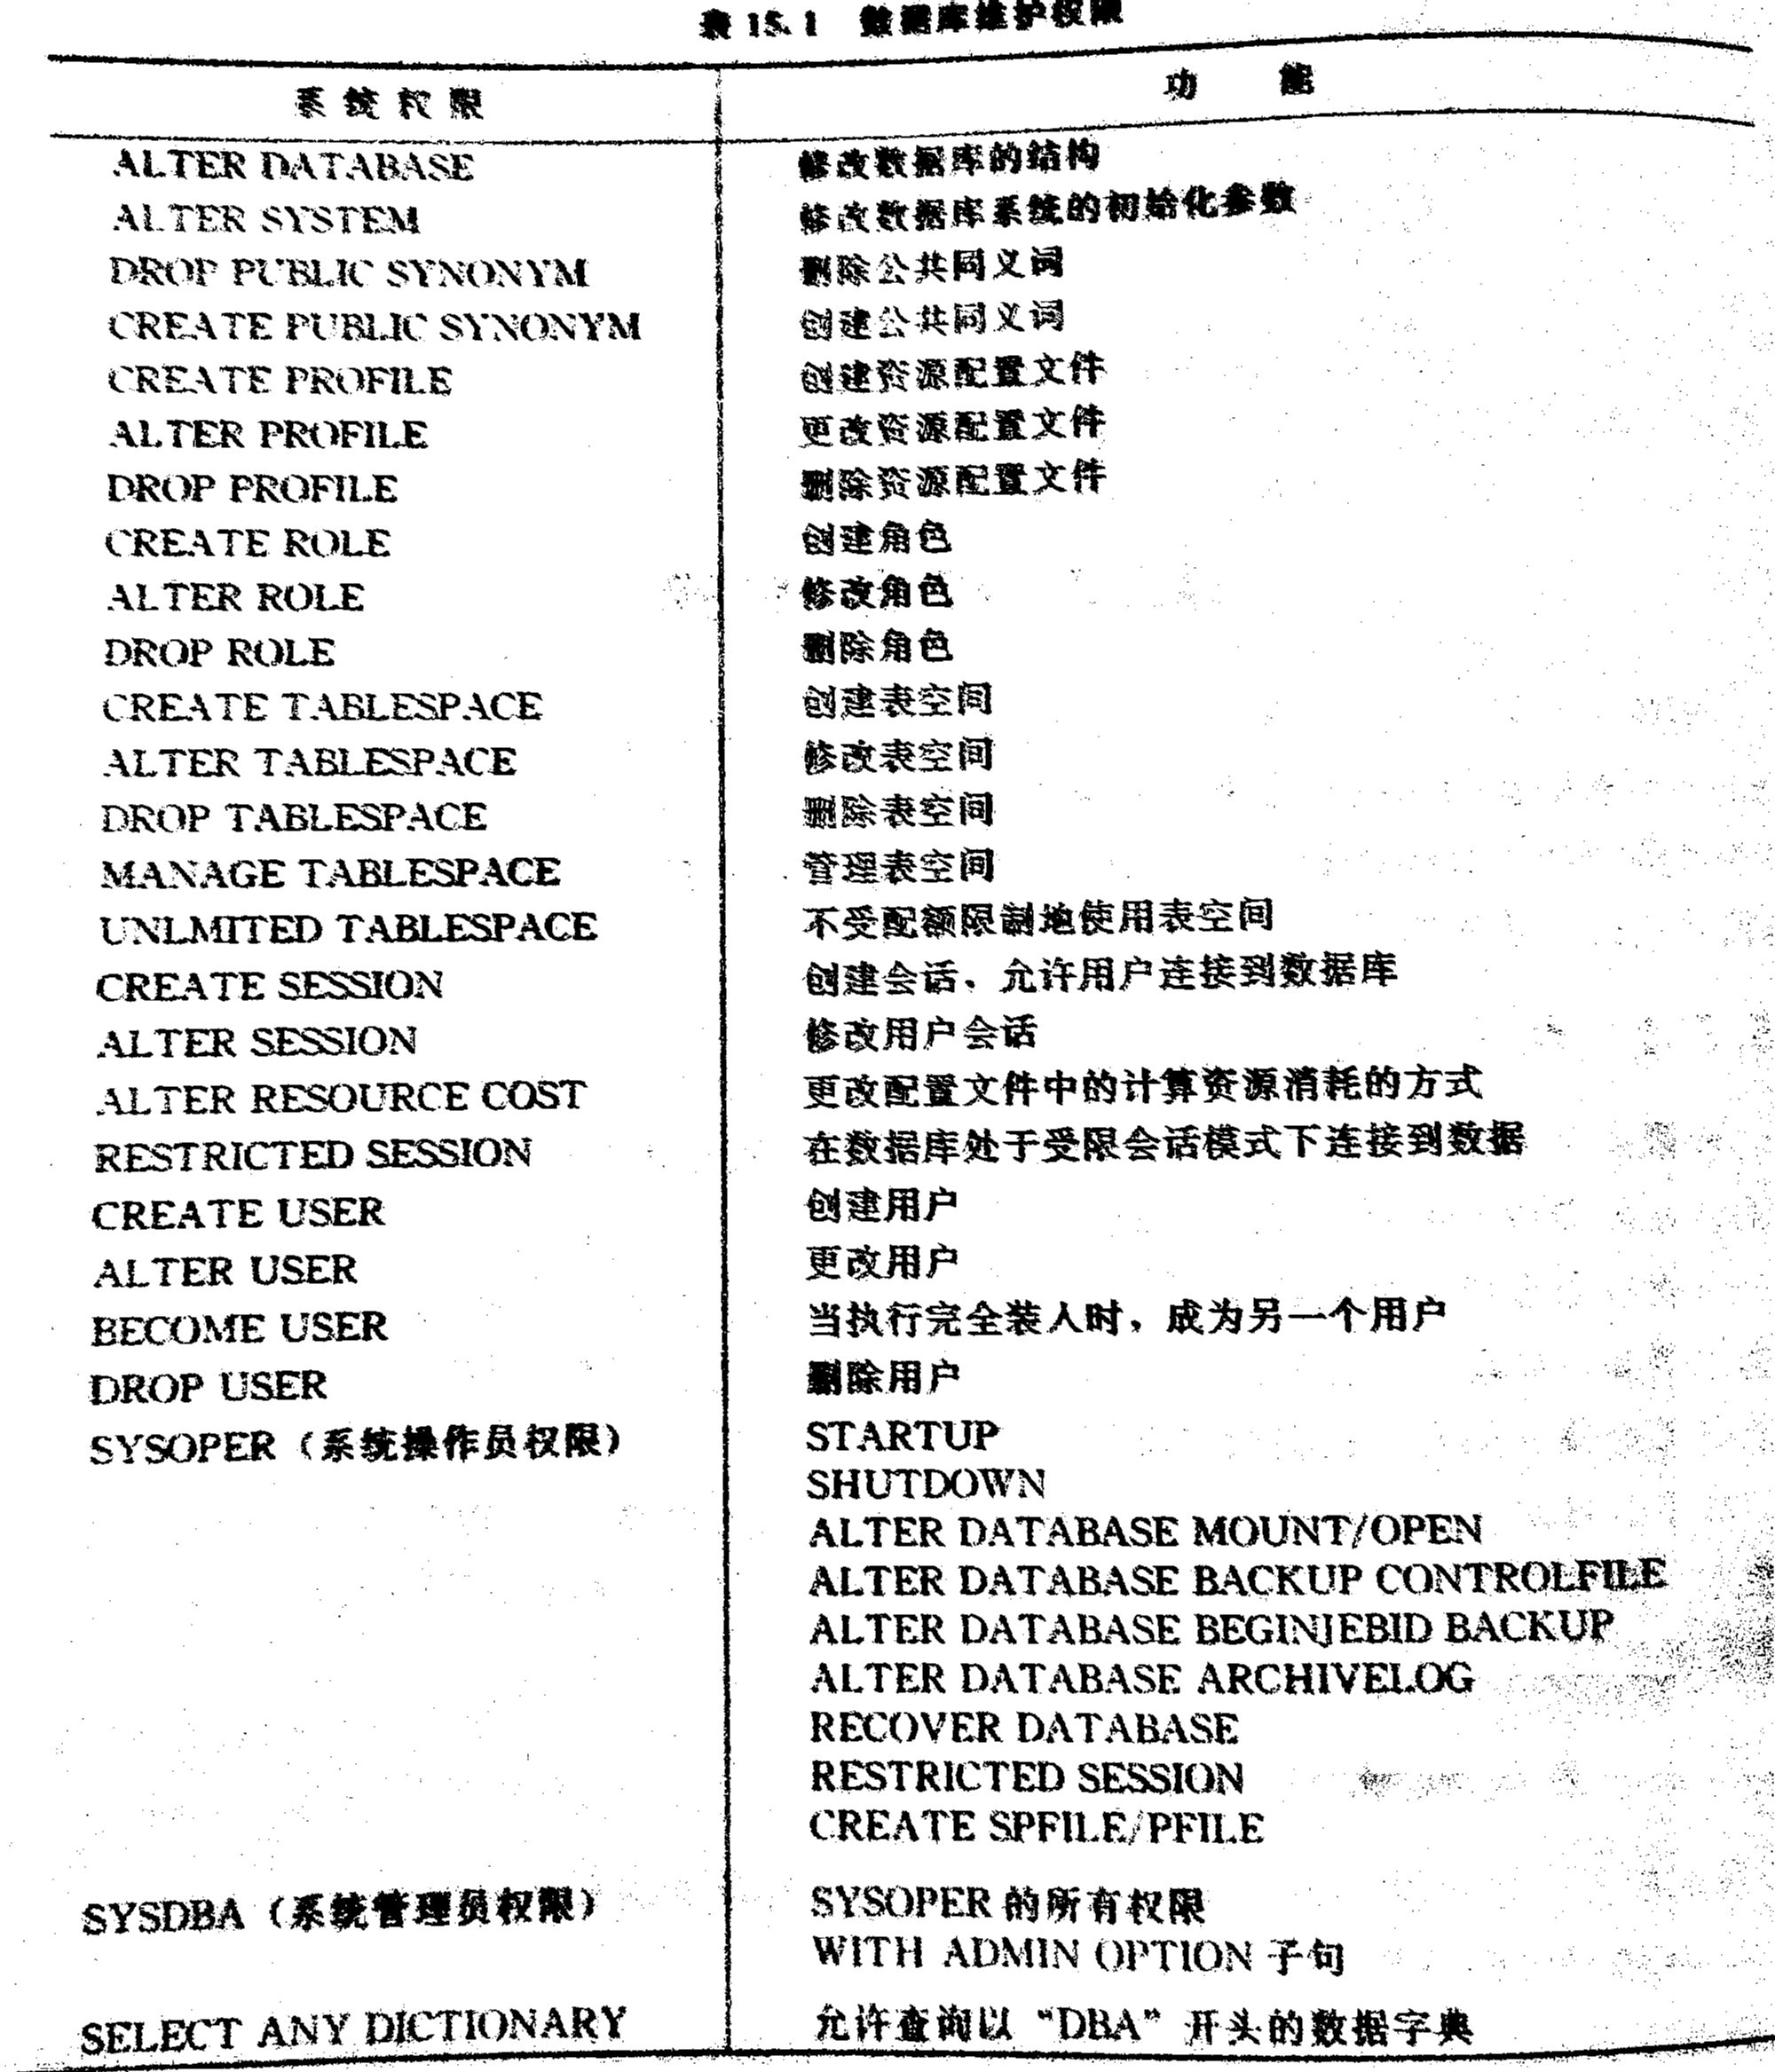 表 15.1 数据库维护权限
系统权限 功 能
ALTER DATABASE 修改数据库的结构
ALTER SYSTEM 修改数据库系统的初始化参数
DROP PUBLIC SYNONYM 删除公共同义词
CREATE PUBLIC SYNONYM 创建公共同义词
CREATE PROFILE 创建资源配置文件
ALTER PROFILE 更改资源配置文件
DROP PROFILE 删除资源配置文件
CREATE ROLE 创建角色
ALTER ROLE 修改角色
DROP ROLE 删除角色
CREATE TABLESPACE 创建表空间
ALTER TABLESPACE 修改表空间
DROP TABLESPACE 删除表空间
MANAGE TABLESPACE 管理表空间
UNLMITED TABLESPACE 不受配额限制地使用表空间
CREATE SESSION 创建会话、允许用户连接到数据库
ALTER SESSION 修改用户会话
ALTER RESOURCE COST 更改配置文件中的计算资源消耗的方式
RESTRICTED SESSION 在数据库处于受限会话模式下连接到数据
CREATE USER 创建用户
ALTER USER 更改用户
BECOME USER 当执行完全装人时，成为另一个用户
DROP USER 删除用户
SYSOPER（系统操作员权限） STARTUP
SHUTDOWN
ALTER DATABASE MOUNT/OPEN
ALTER DATABASE BACKUP CONTROLFILE
ALTER DATABASE BEGINJEBID BACKUP
ALTER DATABASE ARCHIVELOG
RECOVER DATABASE
RESTRICTED SESSION
CREATE SPFILE/PFILE
SYSDBA（系统管理员权限） SYSOPER 的所有权限
WITH ADMIN OPTION 子句
SELECT ANY DICTIONARY 允许查询以“DBA”开头的数据字典